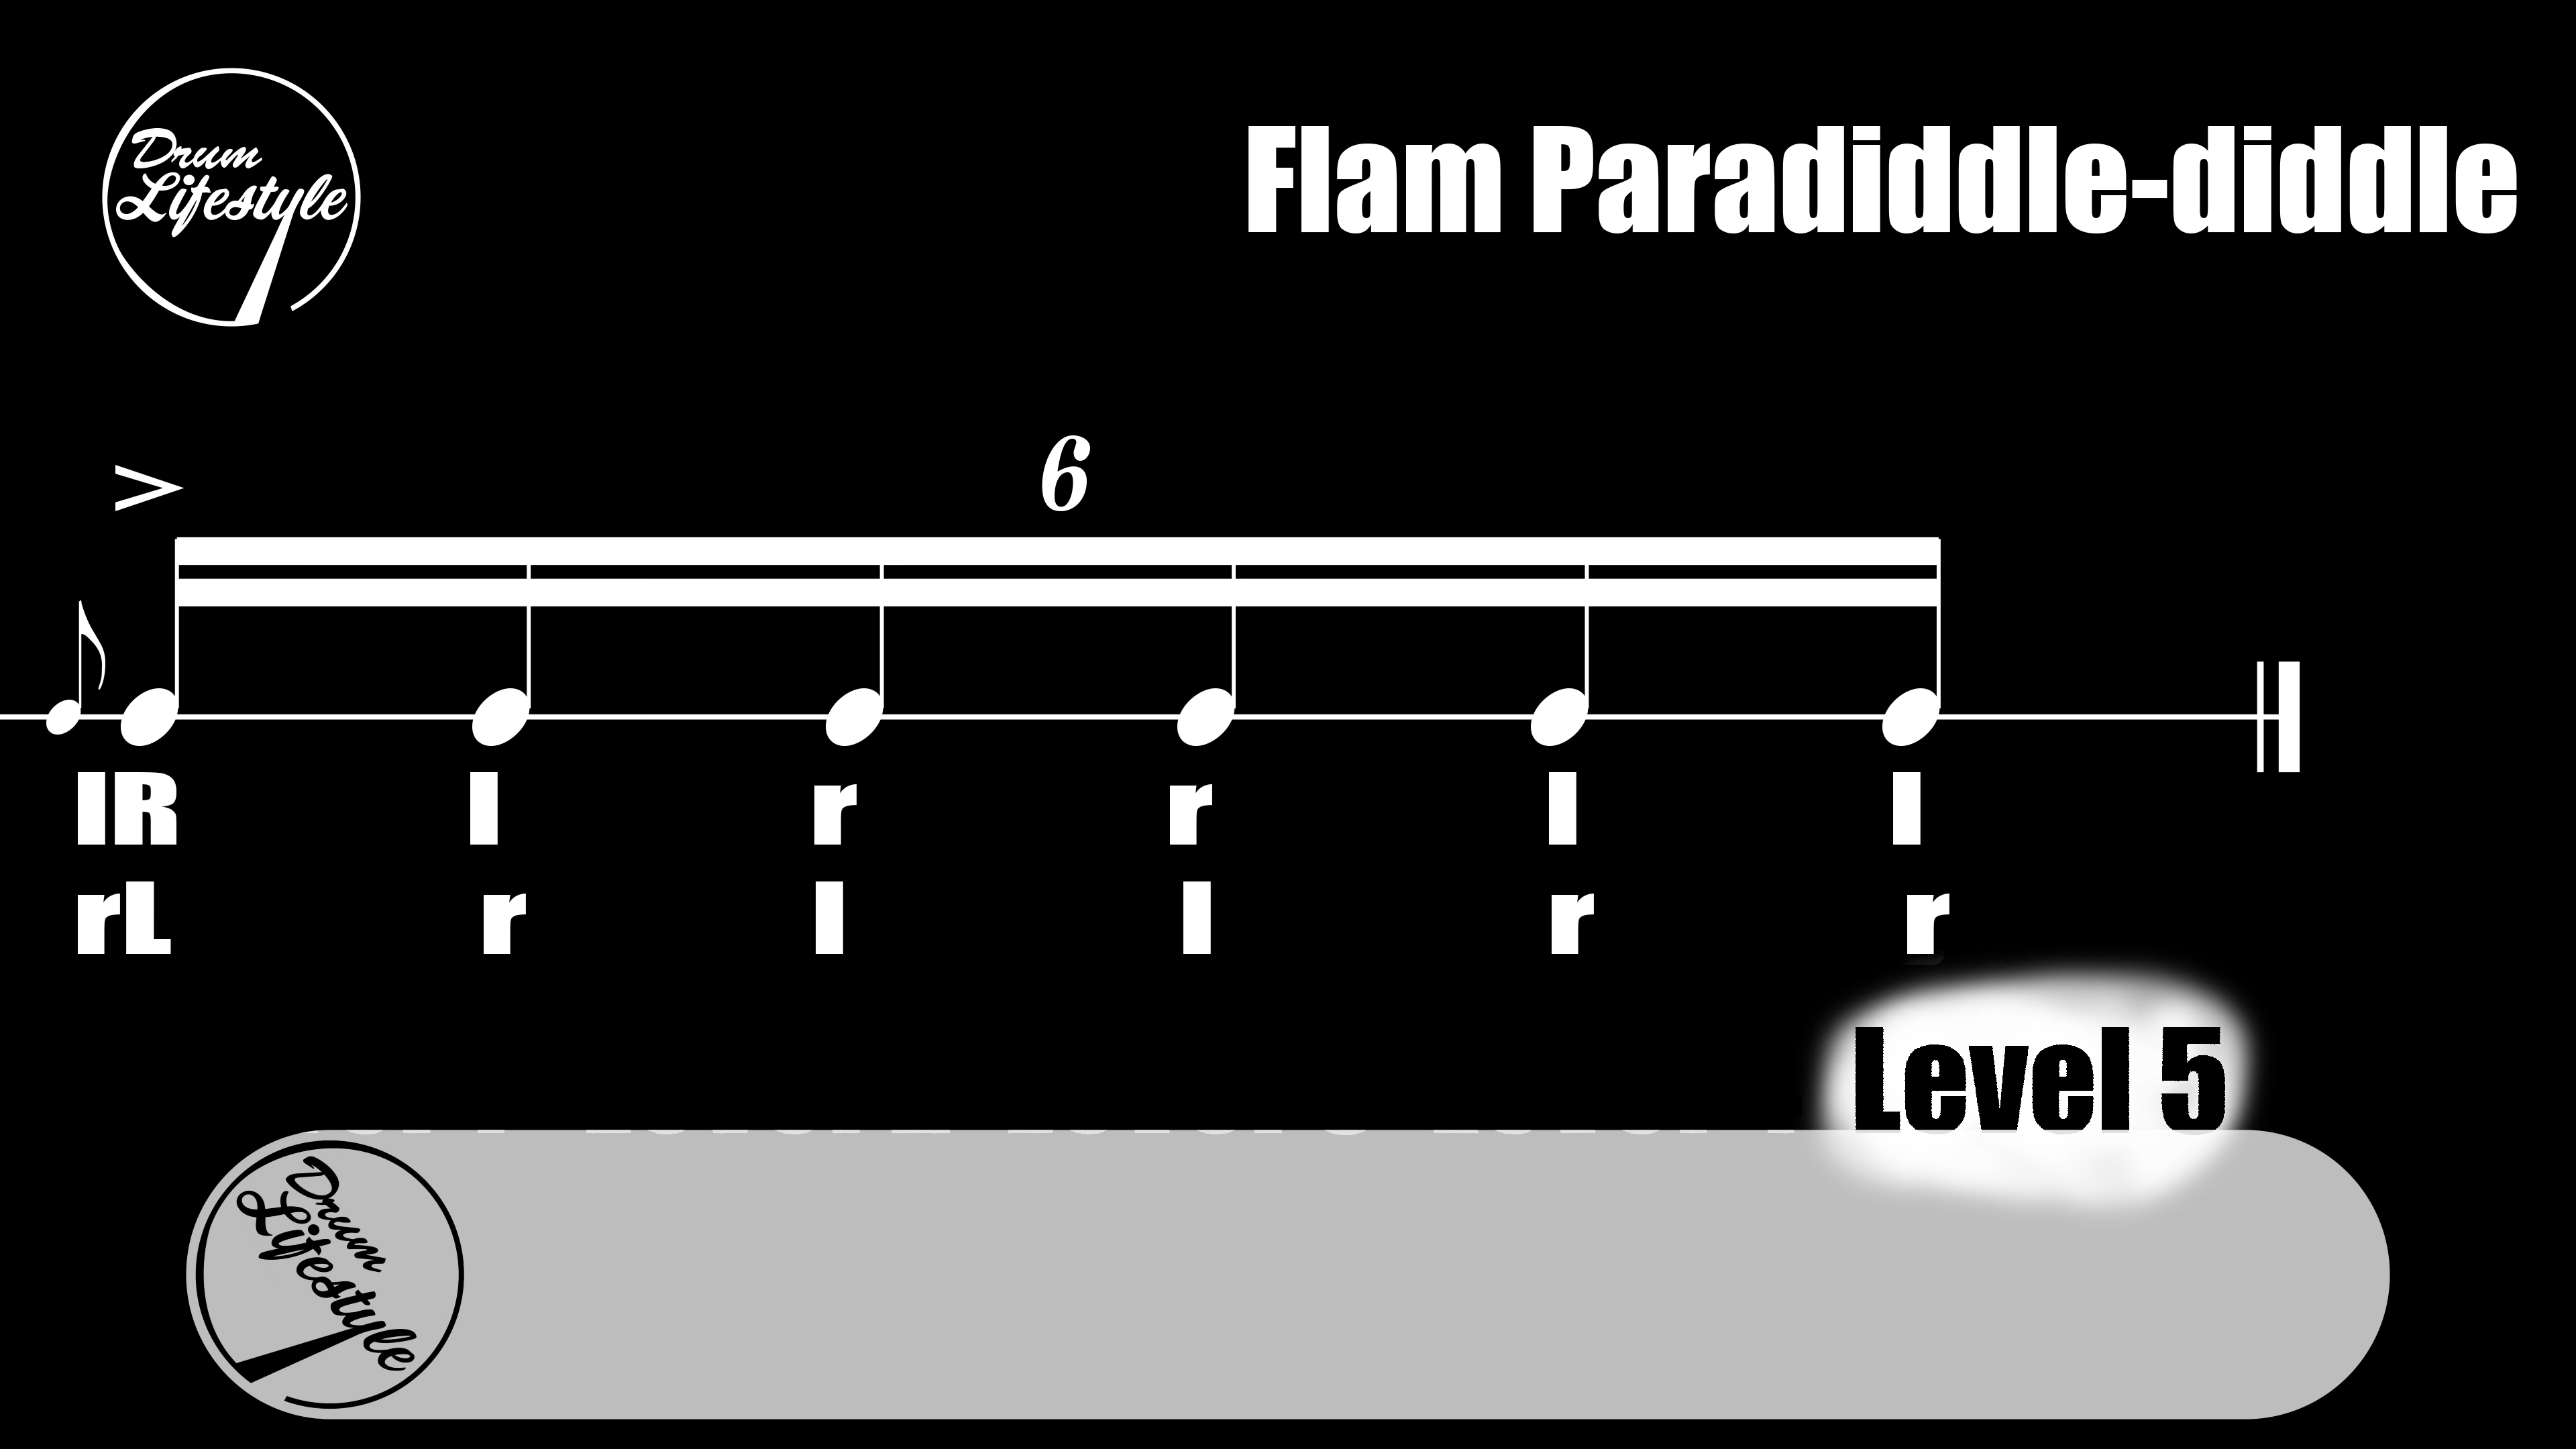 Drum
Lifestyle
Flam Paradiddle-diddle
>
6
lR l r r l l
rL r l l r r
Level 5
Drum
Lifestyle